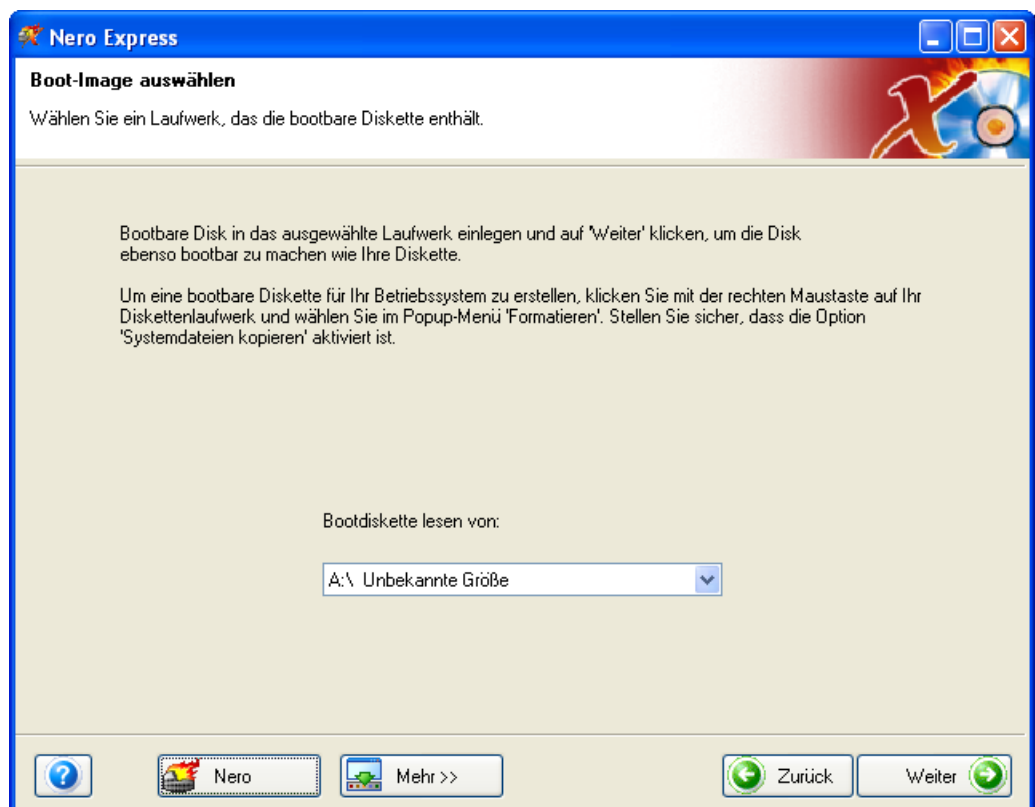 Nero Express
Boot-Image auswählen
Wählen Sie ein Laufwerk, das die bootbare Diskette enthält.
Bootbare Disk in das ausgewählte Laufwerk einlegen und auf 'Weiter' klicken, um die Disk
ebenso bootbar zu machen wie Ihre Diskette.
Um eine bootbare Diskette für Ihr Betriebssystem zu erstellen, klicken Sie mit der rechten Maustaste auf Ihr
Diskettenlaufwerk und wählen Sie im Popup-Menü 'Formatieren'. Stellen Sie sicher, dass die Option
'Systemdateien kopieren' aktiviert ist.
Bootdiskette lesen von:
A:\ Unbekannte Größe
Nero
Mehr >>
Zurück
Weiter